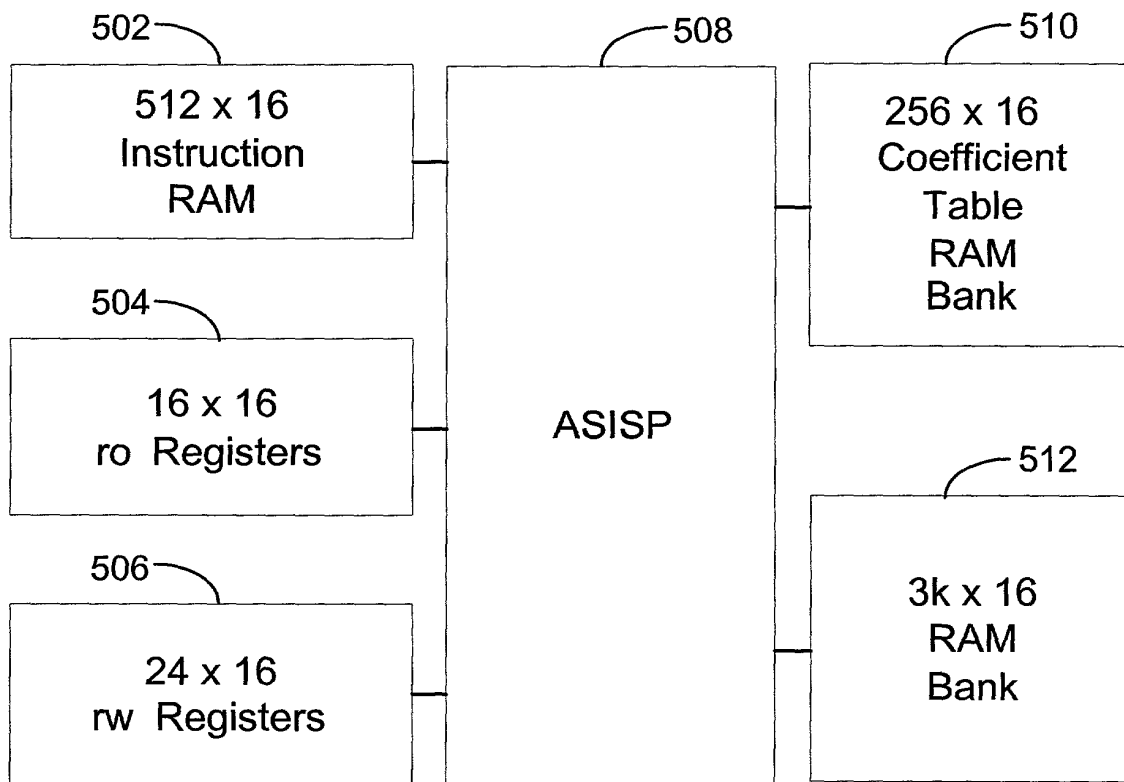 502
512 x 16
Instruction
RAM
504
16 x 16
ro Registers
506
24 x 16
rw Registers
508
ASISP
510
256 x 16
Coefficient
Table
RAM
Bank
512
3k x 16
RAM
Bank